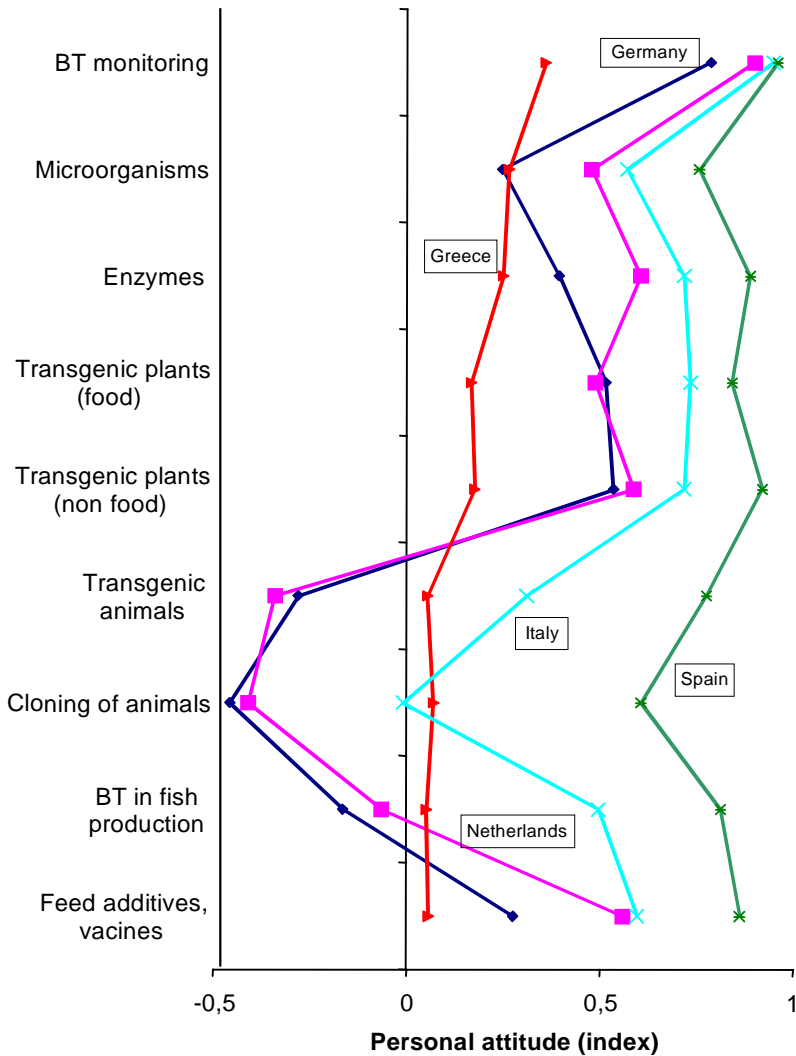 Germany
BT monitoring
Microorganisms
Greece
Enzymes
Transgenic plants
(food)
Transgenic plants
(non food)
Transgenic
animals
Italy
Spain
Cloning of animals
BT in fish
production
Netherlands
Feed additives,
vacines
-0,5
0
0,5
1
Personal attitude (index)